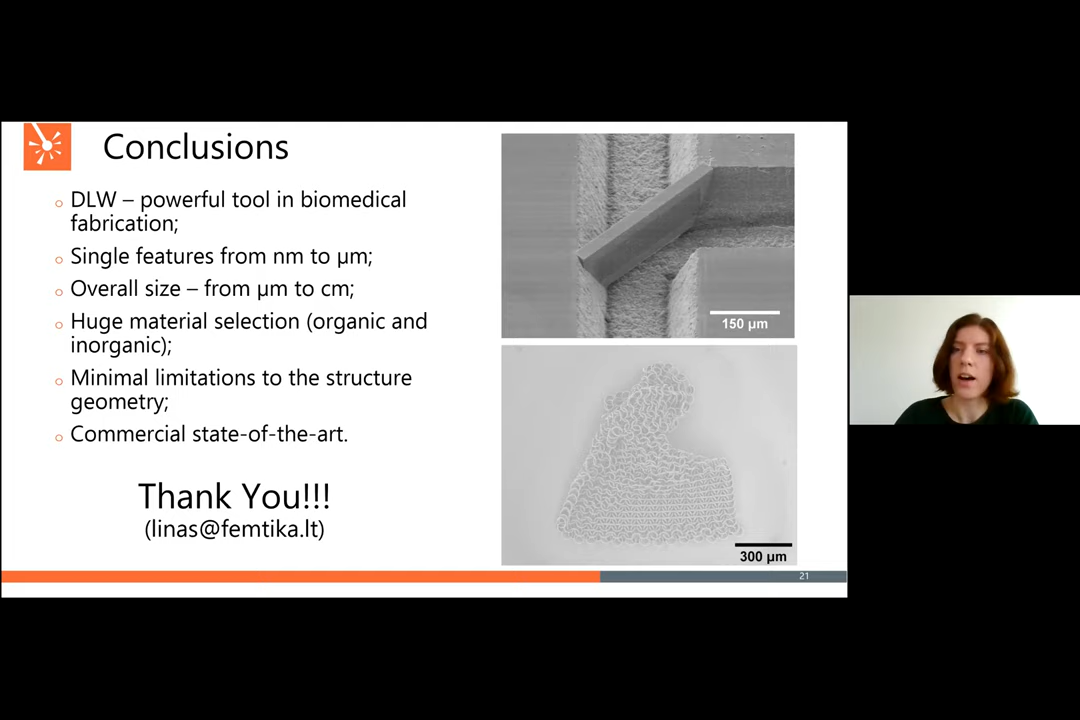 Conclusions
DLW – powerful tool in biomedical
fabrication;
Single features from nm to µm;
Overall size – from µm to cm;
Huge material selection (organic and
inorganic);
Minimal limitations to the structure
geometry;
Commercial state-of-the-art.
Thank You!!!
(linas@femtika.lt)
150 µm
300 µm
21